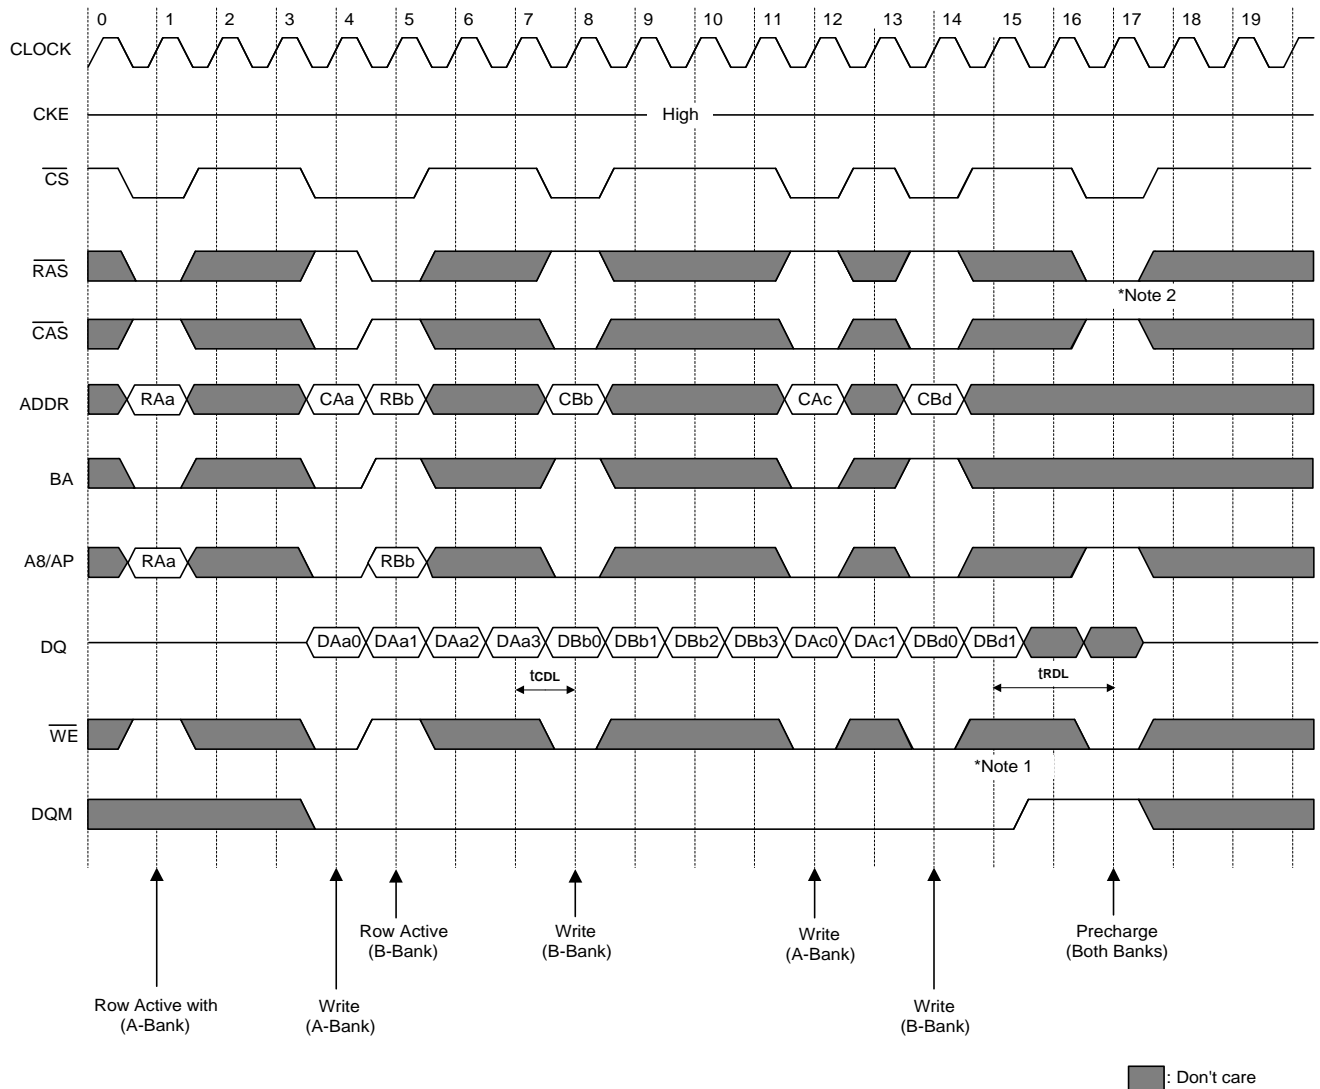 0 1 2 3 4 5 6 7 8 9 10 11 12 13 14 15 16 17 18 19
CLOCK
CKE High
CS
RAS
*Note 2
CAS
ADDR RAa CAa RBb CBb CAc CBd
BA
A8/AP RAa RBb
DQ DAa0 DAa1 DAa2 DAa3 DBb0 DBb1 DBb2 DBb3 DAc0 DAc1 DBd0 DBd1
tCDL tRDL
WE
*Note 1
DQM
Row Active
(B-Bank)
Write
(B-Bank)
Write
(A-Bank)
Precharge
(Both Banks)
Row Active with
(A-Bank)
Write
(A-Bank)
Write
(B-Bank)
: Don't care